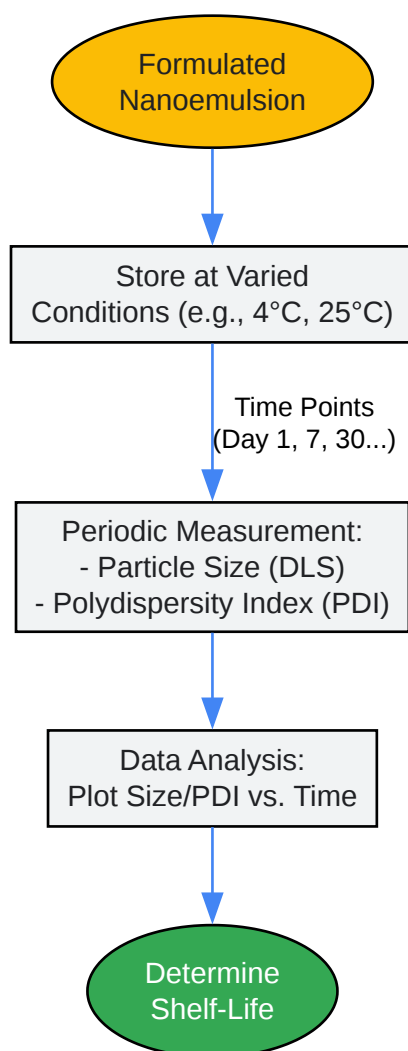 Formulated
Nanoemulsion
Store at Varied
Conditions (e.g., 4°C, 25°C)
Time Points
(Day 1, 7, 30...)
Periodic Measurement:
- Particle Size (DLS)
- Polydispersity Index (PDI)
Data Analysis:
Plot Size/PDI vs. Time
Determine
Shelf-Life